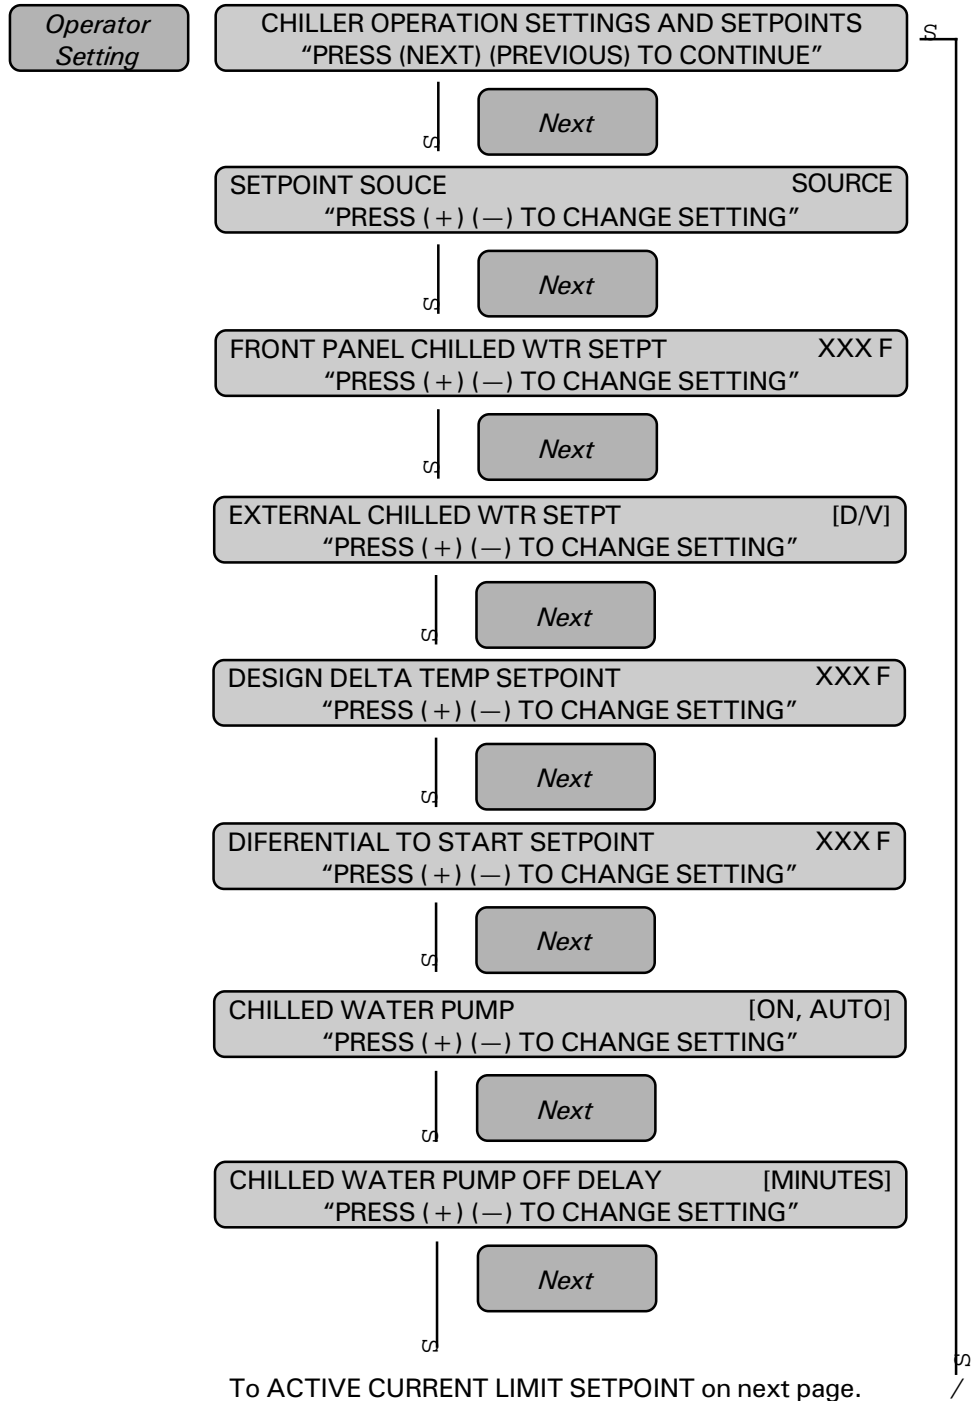 Operator
Setting
CHILLER OPERATION SETTINGS AND SETPOINTS
“PRESS (NEXT) (PREVIOUS) TO CONTINUE”
S
S
Next
SETPOINT SOUCE SOURCE
“PRESS (+) (—) TO CHANGE SETTING”
S
Next
FRONT PANEL CHILLED WTR SETPT XXX F
“PRESS (+) (—) TO CHANGE SETTING”
S
Next
EXTERNAL CHILLED WTR SETPT [D/V]
“PRESS (+) (—) TO CHANGE SETTING”
S
Next
DESIGN DELTA TEMP SETPOINT XXX F
“PRESS (+) (—) TO CHANGE SETTING”
S
Next
DIFERENTIAL TO START SETPOINT XXX F
“PRESS (+) (—) TO CHANGE SETTING”
S
Next
CHILLED WATER PUMP [ON, AUTO]
“PRESS (+) (—) TO CHANGE SETTING”
S
Next
CHILLED WATER PUMP OFF DELAY [MINUTES]
“PRESS (+) (—) TO CHANGE SETTING”
S
Next
S
To ACTIVE CURRENT LIMIT SETPOINT on next page. /